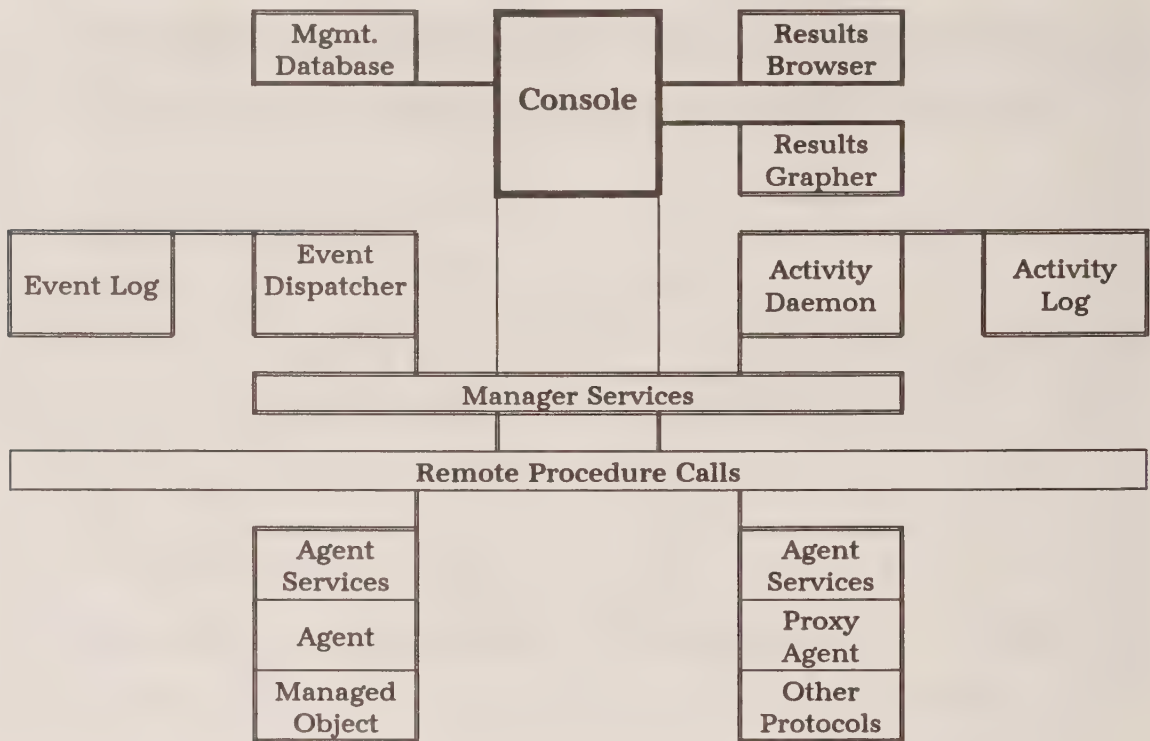 Mgmt.
Database
Console
Results
Browser
Results
Grapher
Event Log
Event
Dispatcher
Activity
Daemon
Activity
Log
Manager Services
Remote Procedure Calls
Agent
Services
Agent
Managed
Object
Agent
Services
Proxy
Agent
Other
Protocols